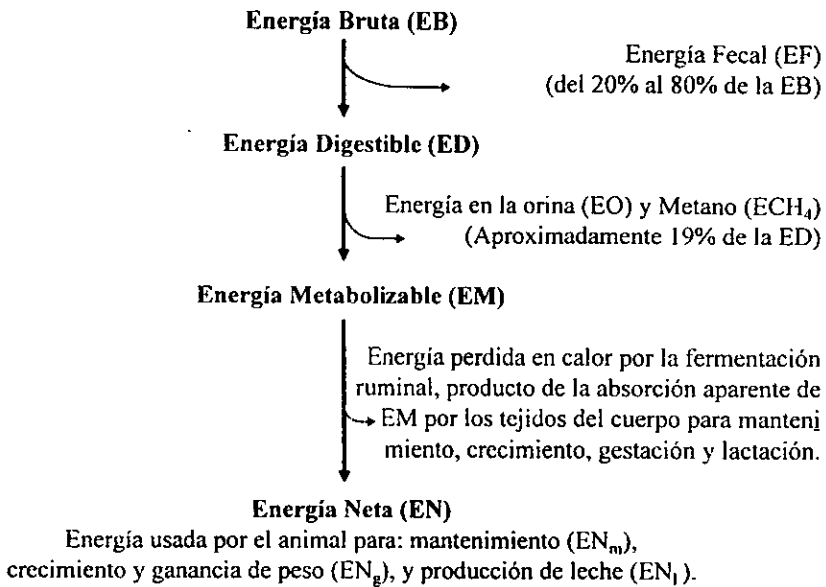 Energía Bruta (EB)
Energía Fecal (EF)
(del 20% al 80% de la EB)
Energía Digestible (ED)
Energía en la orina (EO) y Metano (ECH₄)
(Aproximadamente 19% de la ED)
Energía Metabolizable (EM)
Energía perdida en calor por la fermentación
ruminal, producto de la absorción aparente de
EM por los tejidos del cuerpo para manteni
miento, crecimiento, gestación y lactación.
Energía Neta (EN)
Energía usada por el animal para: mantenimiento (ENₘ),
crecimiento y ganancia de peso (EN_g), y producción de leche (ENₗ).